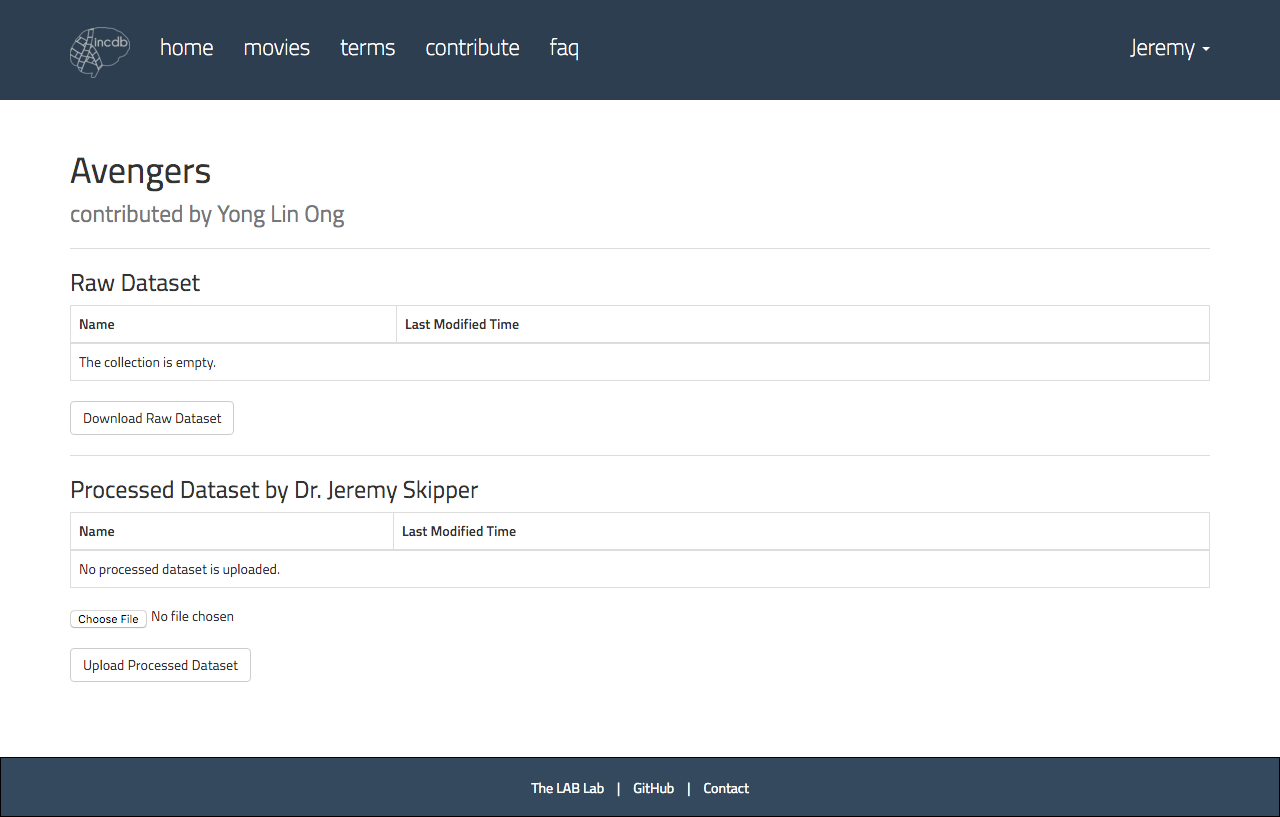 incdb
home movies terms contribute faq Jeremy
Avengers
contributed by Yong Lin Ong
Raw Dataset
Name Last Modified Time
The collection is empty.
Download Raw Dataset
Processed Dataset by Dr. Jeremy Skipper
Name Last Modified Time
No processed dataset is uploaded.
Choose File No file chosen
Upload Processed Dataset
The LAB Lab | GitHub | Contact